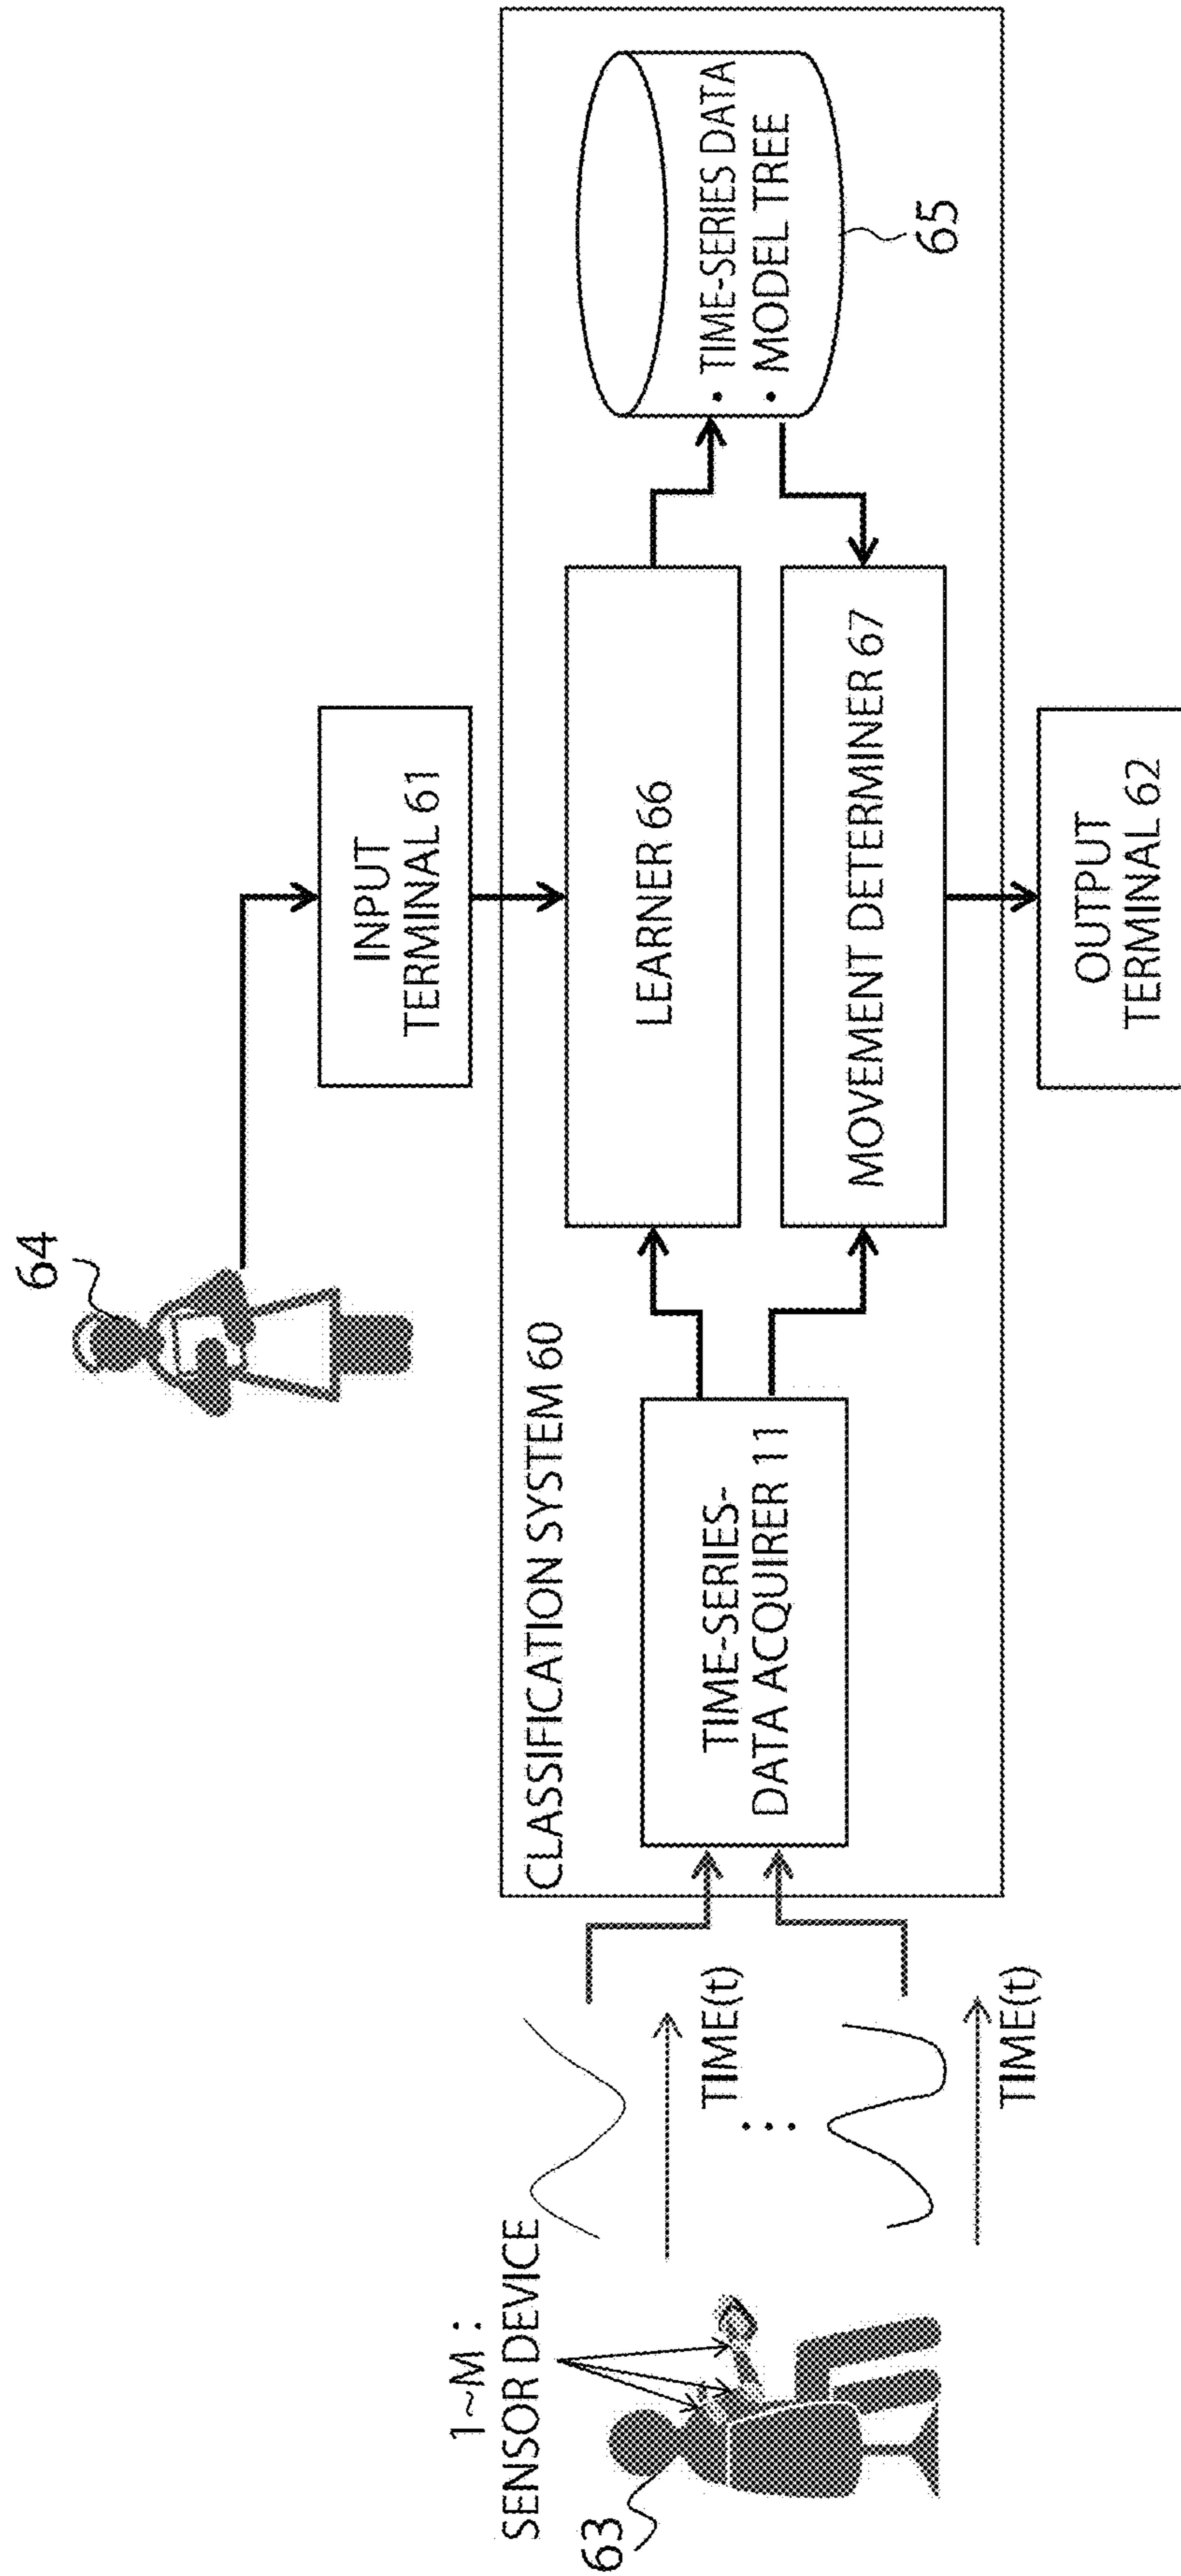 64
INPUT
TERMINAL 61
CLASSIFICATION SYSTEM 60
1~M :
SENSOR DEVICE
63
TIME(t)
TIME(t)
TIME-SERIES-
DATA ACQUIRER 11
LEARNER 66
MOVEMENT DETERMINER 67
• TIME-SERIES DATA
• MODEL TREE
65
OUTPUT
TERMINAL 62